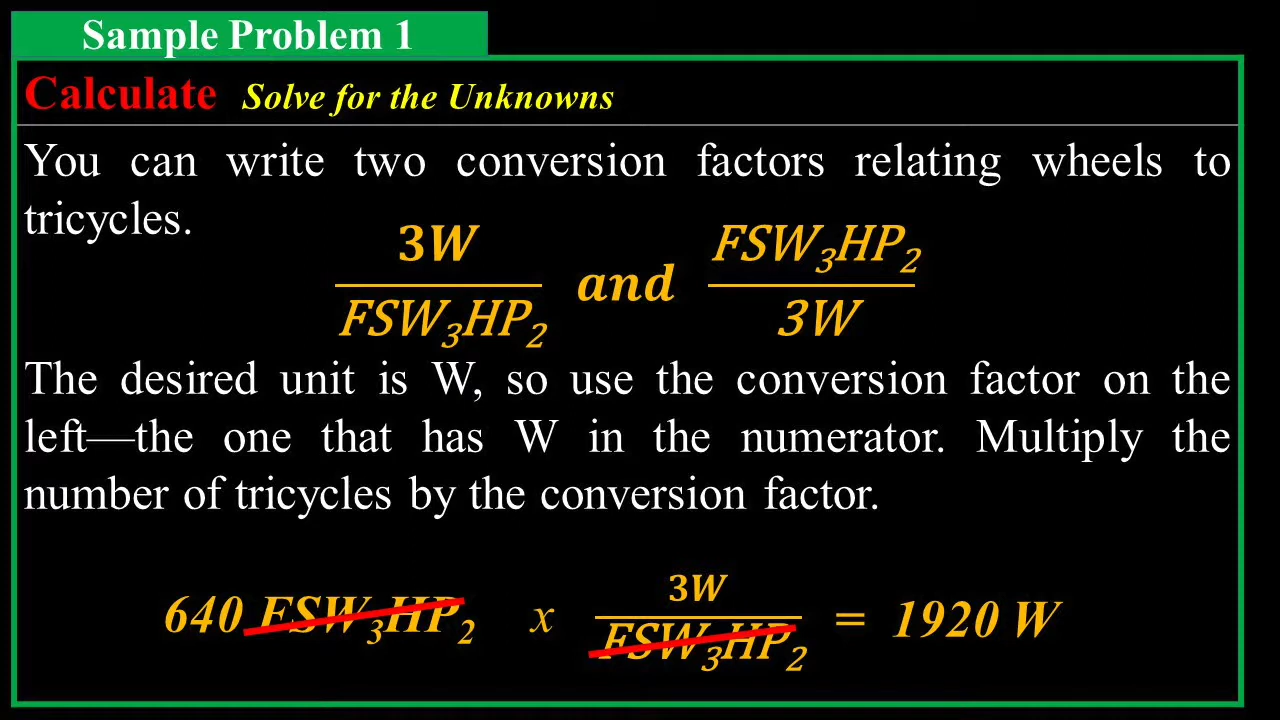 Sample Problem 1
Calculate Solve for the Unknowns
You can write two conversion factors relating wheels to
tricycles.
3W
FSW₃HP₂
and
FSW₃HP₂
3W
The desired unit is W, so use the conversion factor on the
left—the one that has W in the numerator. Multiply the
number of tricycles by the conversion factor.
640 FSW₃HP₂ x
3W
FSW₃HP₂
= 1920 W